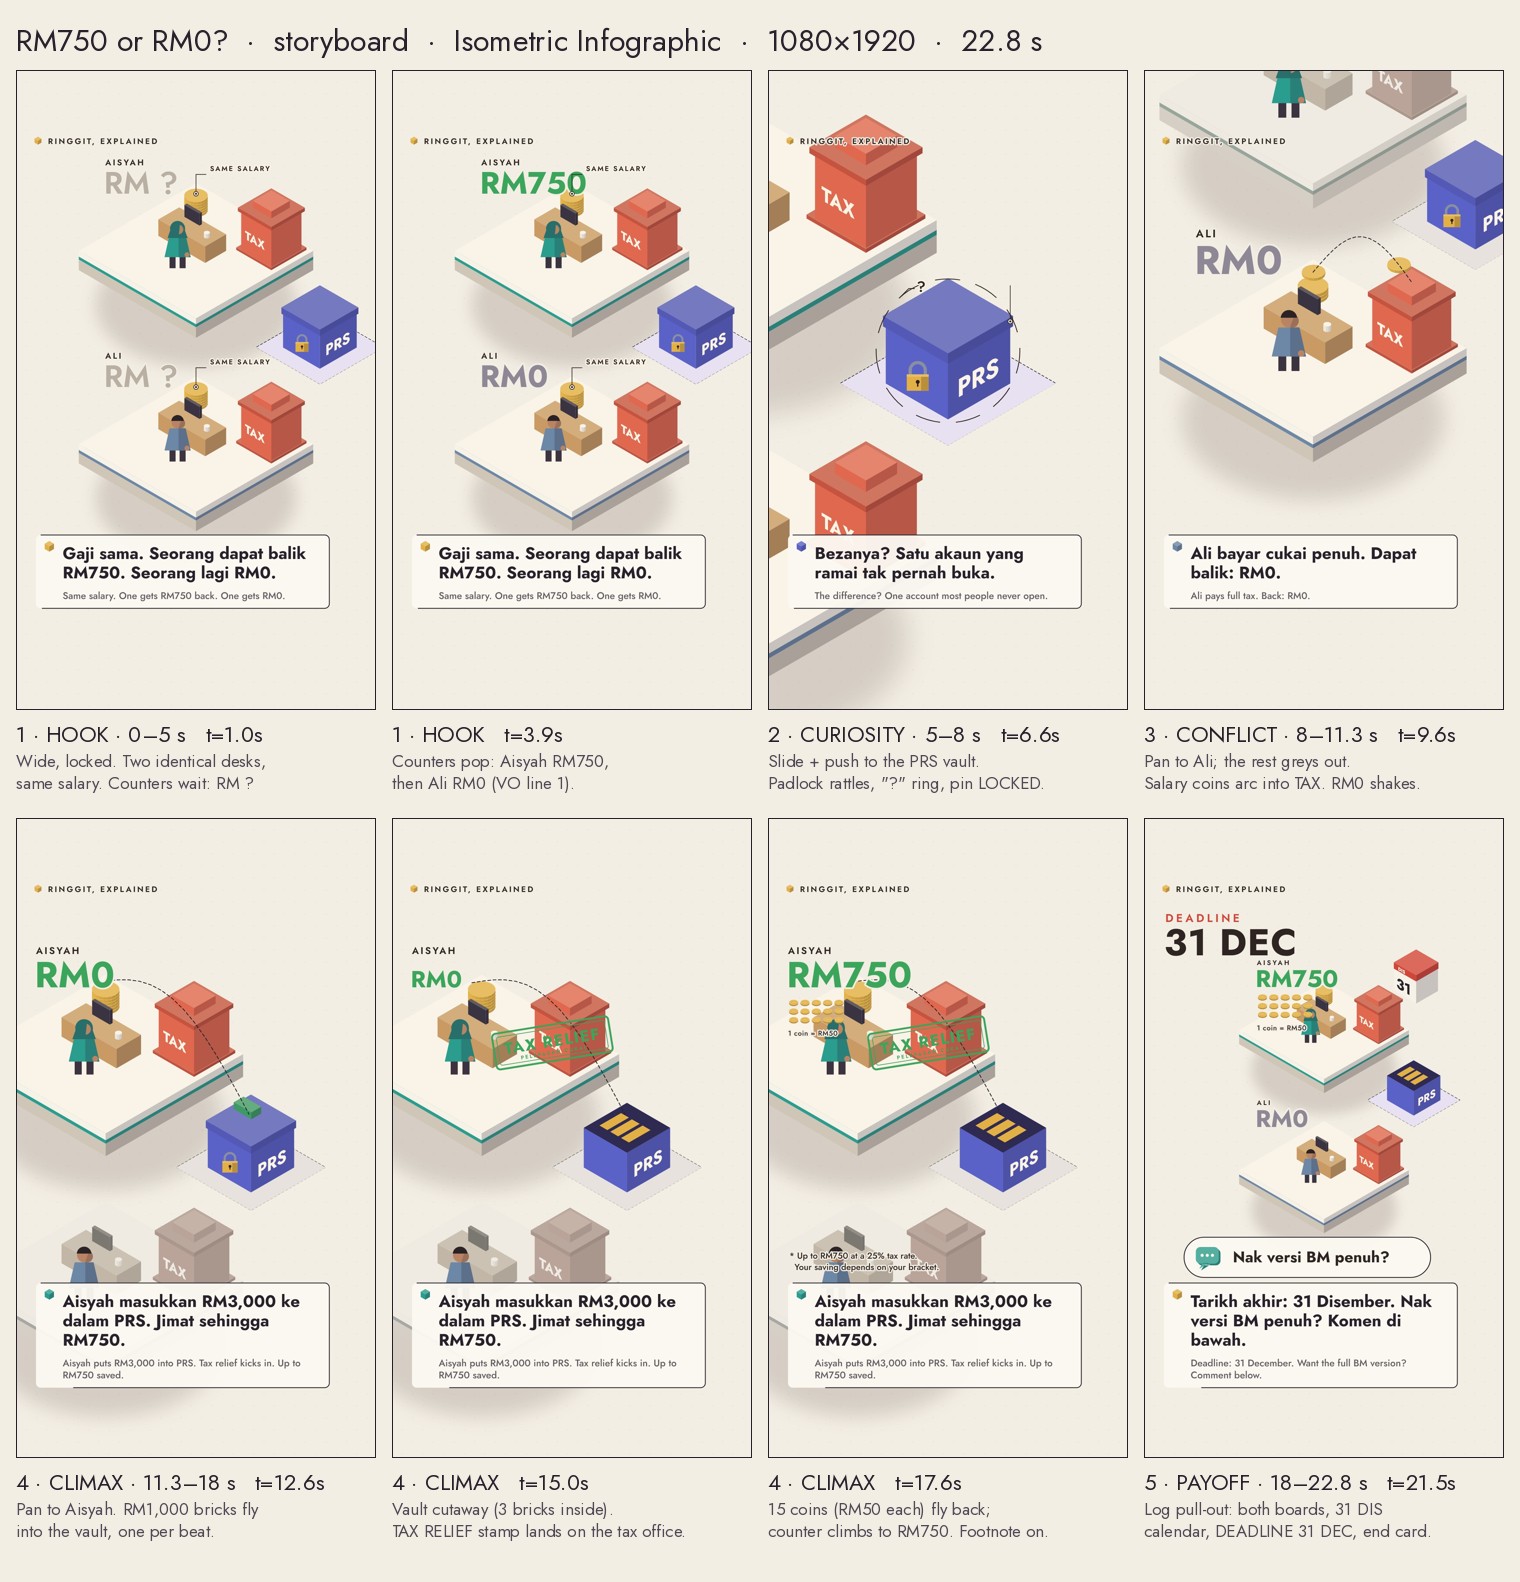 RM750 or RM0? · storyboard · Isometric Infographic · 1080×1920 · 22.8 s
RINGGIT, EXPLAINED
AISYAH
RM ?
SAME SALARY
TAX
PRS
ALI
RM ?
SAME SALARY
TAX
Gaji sama. Seorang dapat balik
RM750. Seorang lagi RM0.
Same salary. One gets RM750 back. One gets RM0.
1 · HOOK · 0–5 s t=1.0s
Wide, locked. Two identical desks,
same salary. Counters wait: RM ?
RINGGIT, EXPLAINED
AISYAH
RM750
SAME SALARY
TAX
PRS
ALI
RM0
SAME SALARY
TAX
Gaji sama. Seorang dapat balik
RM750. Seorang lagi RM0.
Same salary. One gets RM750 back. One gets RM0.
1 · HOOK t=3.9s
Counters pop: Aisyah RM750,
then Ali RM0 (VO line 1).
RINGGIT, EXPLAINED
TAX
?
PRS
TAX
Bezanya? Satu akaun yang
ramai tak pernah buka.
The difference? One account most people never open.
2 · CURIOSITY · 5–8 s t=6.6s
Slide + push to the PRS vault.
Padlock rattles, "?" ring, pin LOCKED.
TAX
RINGGIT, EXPLAINED
PRS
ALI
RM0
TAX
Ali bayar cukai penuh. Dapat
balik: RM0.
Ali pays full tax. Back: RM0.
3 · CONFLICT · 8–11.3 s t=9.6s
Pan to Ali; the rest greys out.
Salary coins arc into TAX. RM0 shakes.
RINGGIT, EXPLAINED
AISYAH
RM0
TAX
PRS
TAX
Aisyah masukkan RM3,000 ke
dalam PRS. Jimat sehingga
RM750.
Aisyah puts RM3,000 into PRS. Tax relief kicks in. Up to
RM750 saved.
4 · CLIMAX · 11.3–18 s t=12.6s
Pan to Aisyah. RM1,000 bricks fly
into the vault, one per beat.
RINGGIT, EXPLAINED
AISYAH
RM0
TAX RELIEF
PRS
TAX
Aisyah masukkan RM3,000 ke
dalam PRS. Jimat sehingga
RM750.
Aisyah puts RM3,000 into PRS. Tax relief kicks in. Up to
RM750 saved.
4 · CLIMAX t=15.0s
Vault cutaway (3 bricks inside).
TAX RELIEF stamp lands on the tax office.
RINGGIT, EXPLAINED
AISYAH
RM750
1 coin = RM50
TAX RELIEF
PRS
* Up to RM750 at a 25% tax rate.
Your saving depends on your bracket.
Aisyah masukkan RM3,000 ke
dalam PRS. Jimat sehingga
RM750.
Aisyah puts RM3,000 into PRS. Tax relief kicks in. Up to
RM750 saved.
4 · CLIMAX t=17.6s
15 coins (RM50 each) fly back;
counter climbs to RM750. Footnote on.
RINGGIT, EXPLAINED
DEADLINE
31 DEC
AISYAH
RM750
31
1 coin = RM50
TAX
PRS
ALI
RM0
TAX
Nak versi BM penuh?
Tarikh akhir: 31 Disember. Nak
versi BM penuh? Komen di
bawah.
Deadline: 31 December. Want the full BM version?
Comment below.
5 · PAYOFF · 18–22.8 s t=21.5s
Log pull-out: both boards, 31 DIS
calendar, DEADLINE 31 DEC, end card.